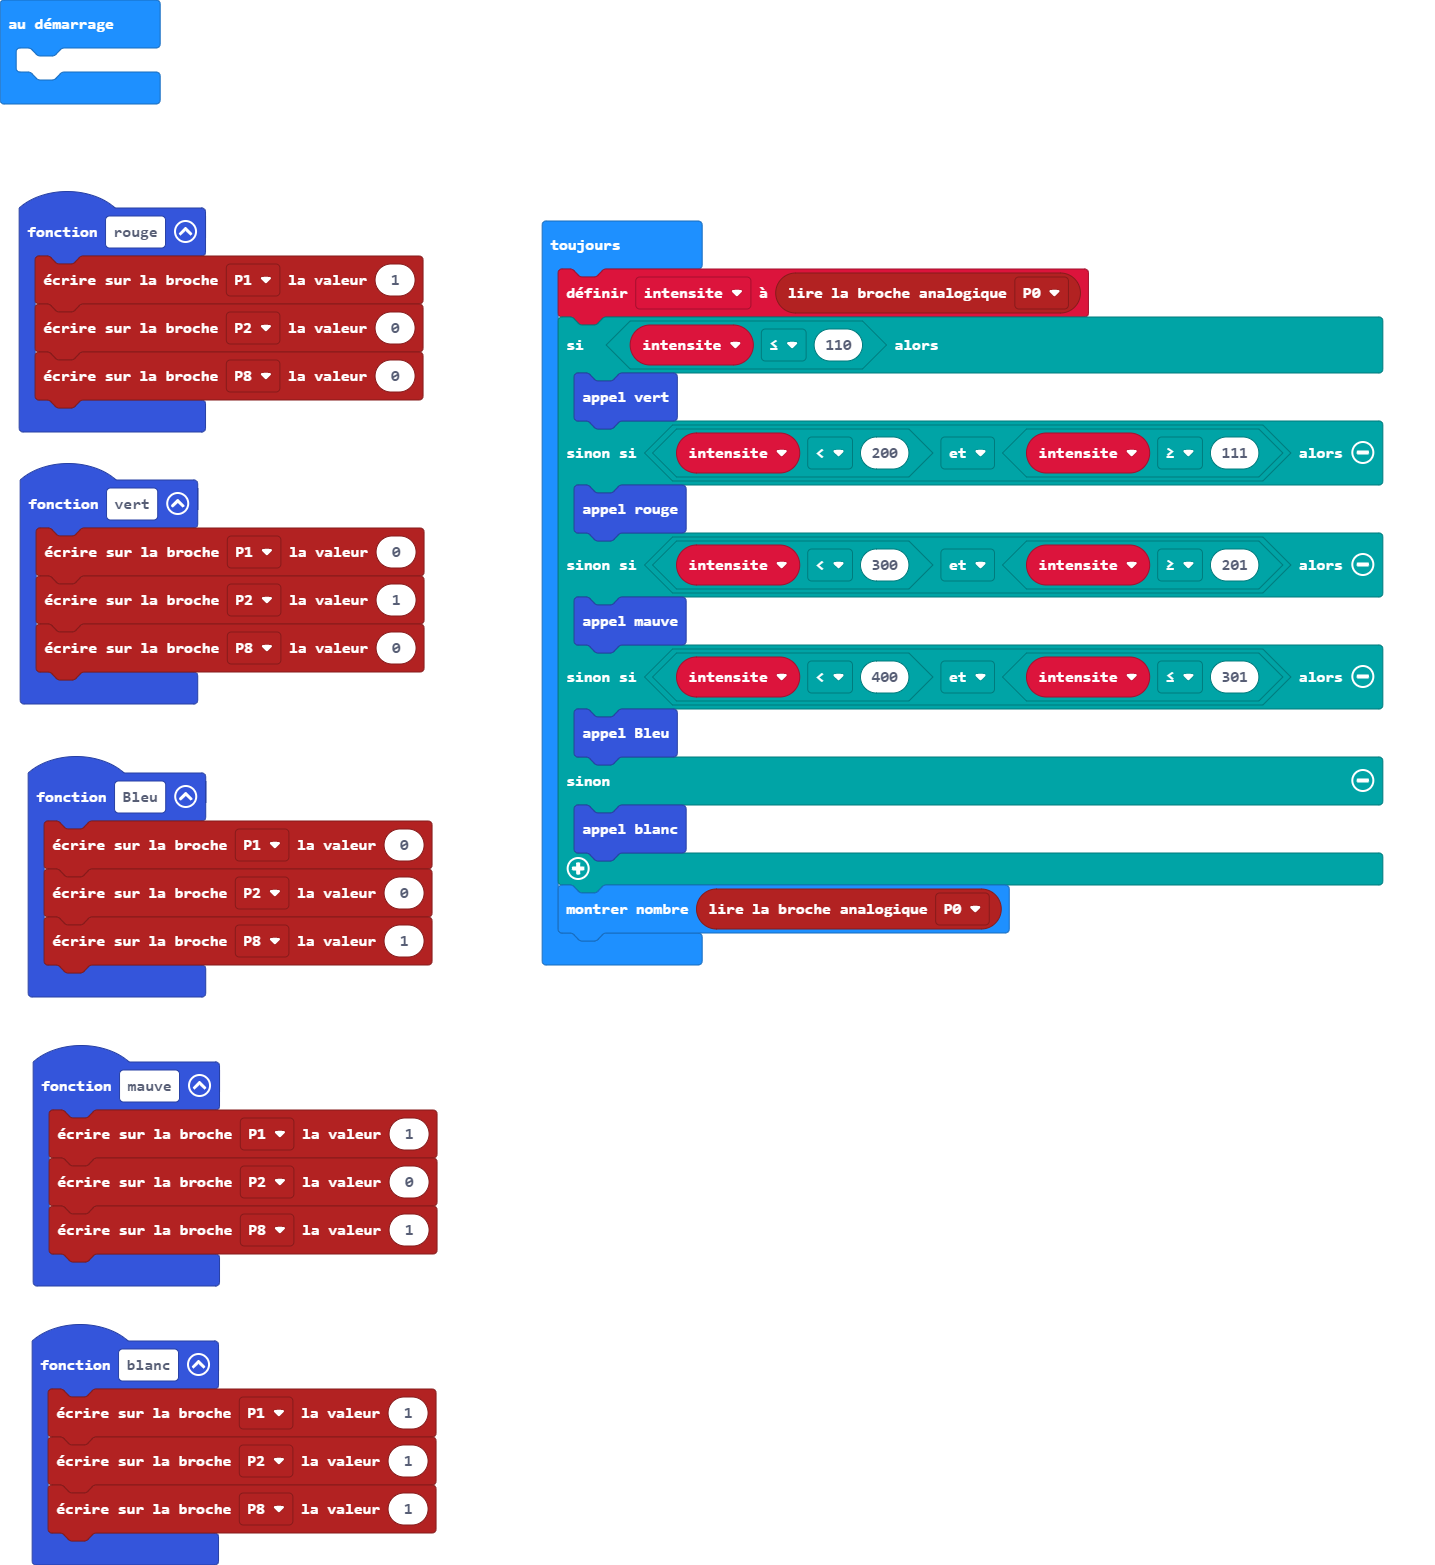 au démarrage
fonction rouge
écrire sur la broche P1 la valeur 1
écrire sur la broche P2 la valeur 0
écrire sur la broche P8 la valeur 0
fonction vert
écrire sur la broche P1 la valeur 0
écrire sur la broche P2 la valeur 1
écrire sur la broche P8 la valeur 0
fonction Bleu
écrire sur la broche P1 la valeur 0
écrire sur la broche P2 la valeur 0
écrire sur la broche P8 la valeur 1
fonction mauve
écrire sur la broche P1 la valeur 1
écrire sur la broche P2 la valeur 0
écrire sur la broche P8 la valeur 1
fonction blanc
écrire sur la broche P1 la valeur 1
écrire sur la broche P2 la valeur 1
écrire sur la broche P8 la valeur 1
toujours
définir intensite à lire la broche analogique P0
si intensite ≤ 110 alors
appel vert
sinon si intensite < 200 et intensite ≥ 111 alors
appel rouge
sinon si intensite < 300 et intensite ≥ 201 alors
appel mauve
sinon si intensite < 400 et intensite ≤ 301 alors
appel Bleu
sinon
appel blanc
montrer nombre lire la broche analogique P0